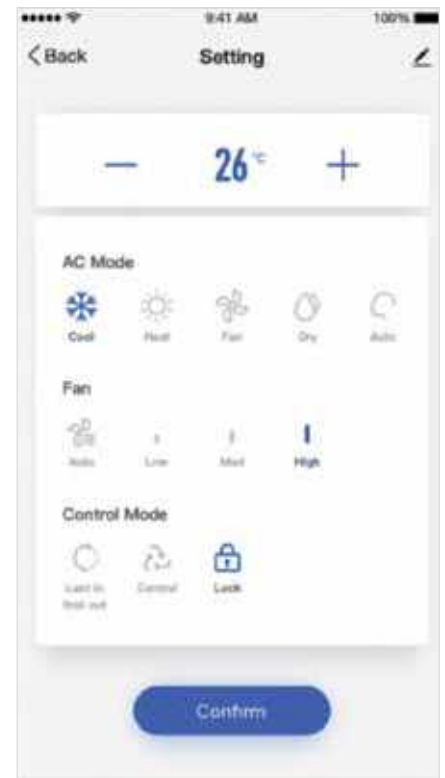 9:41 AM 100%
Back Setting
26 °C
AC Mode
Cool Heat Fan Dry Auto
Fan
Auto Low Med High
Control Mode
Last in Central Lock
first out
Confirm